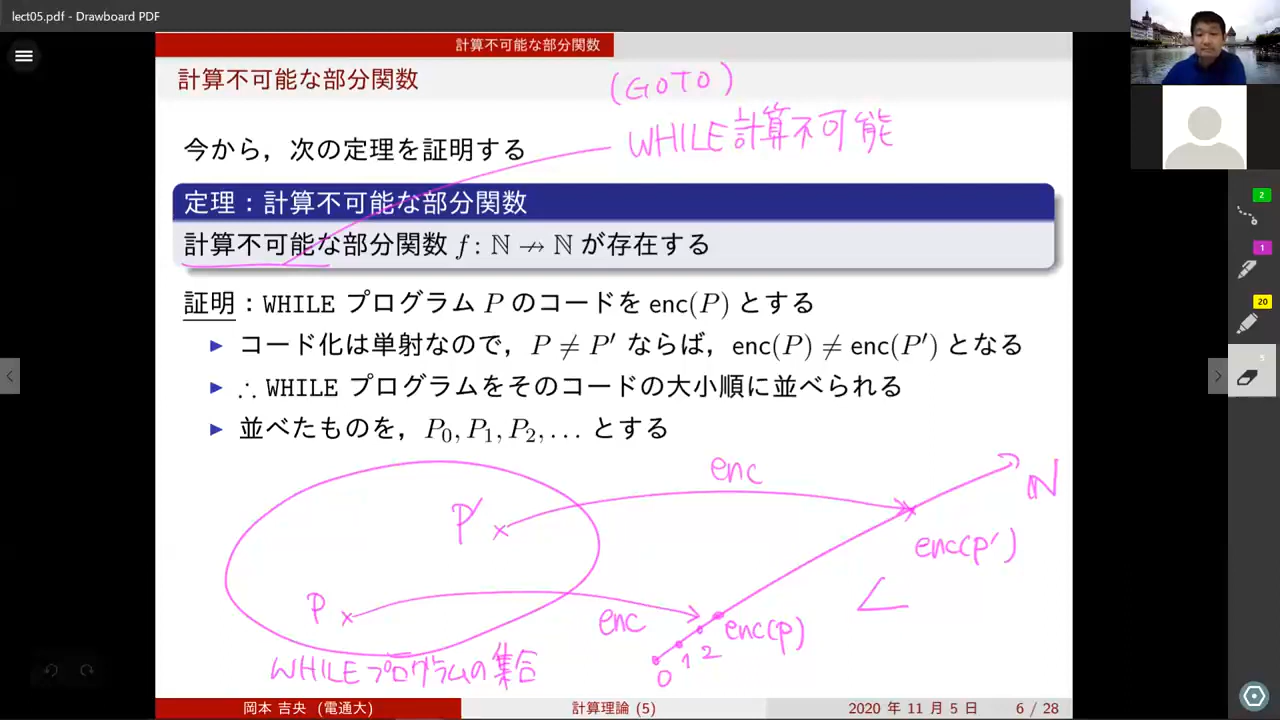 lect05.pdf - Drawboard PDF
計算不可能な部分関数
計算不可能な部分関数
(GOTO)
WHILE計算不可能
今から，次の定理を証明する
定理：計算不可能な部分関数
計算不可能な部分関数 f: ℕ ⇸ ℕ が存在する
証明：WHILE プログラム P のコードを enc(P) とする
▶ コード化は単射なので，P ≠ P′ ならば，enc(P) ≠ enc(P′) となる
▶ ∴ WHILE プログラムをそのコードの大小順に並べられる
▶ 並べたものを，P₀, P₁, P₂, … とする
enc
ℕ
P′
enc(P′)
P
enc
enc(P)
<
0 1 2
WHILEプログラムの集合
岡本 吉央 (電通大)
計算理論 (5)
2020 年 11 月 5 日
6 / 28
2
1
20
5